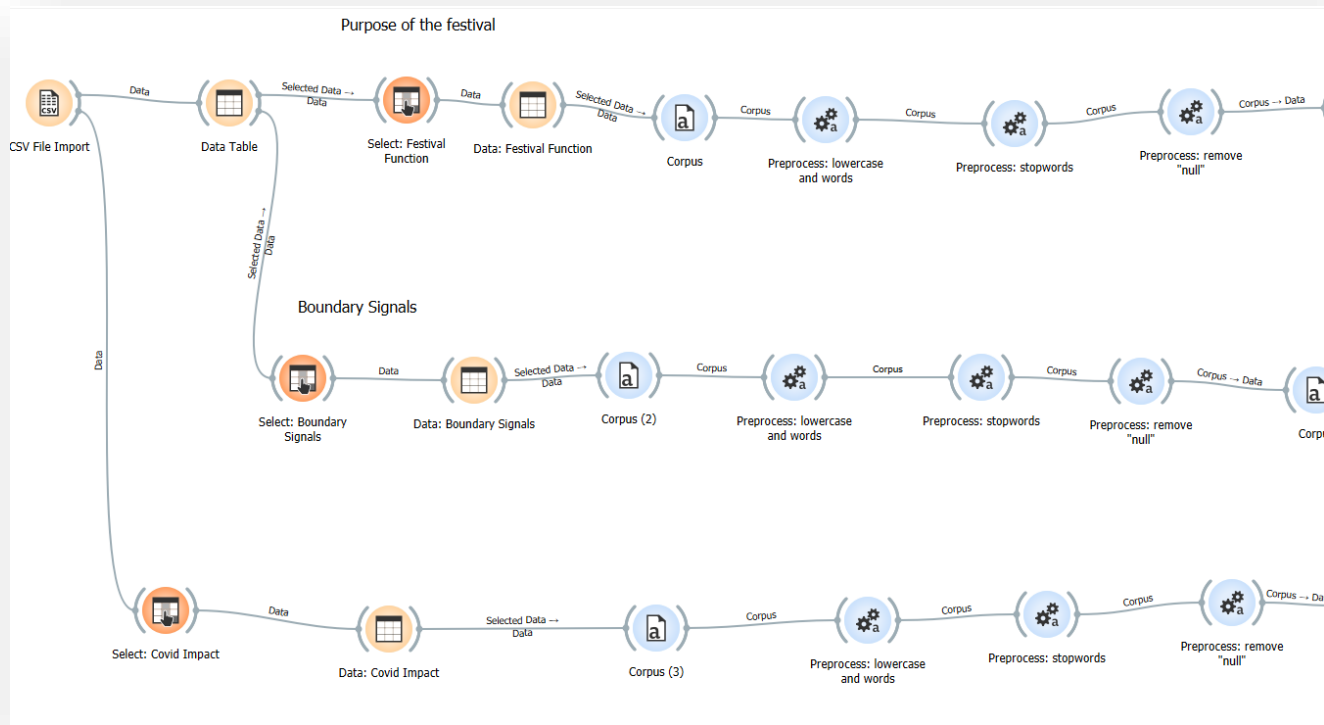 Purpose of the festival
Data
Selected Data →
Data
Data
Selected Data →
Data
Corpus
Corpus
Corpus
Corpus → Data
CSV
CSV File Import
Data Table
Select: Festival
Function
Data: Festival Function
a
Corpus
a
Preprocess: lowercase
and words
a
Preprocess: stopwords
a
Preprocess: remove
"null"
Selected Data →
Data
Boundary Signals
Data
Data
Selected Data →
Data
Corpus
Corpus
Corpus
Corpus → Data
Select: Boundary
Signals
Data: Boundary Signals
a
Corpus (2)
a
Preprocess: lowercase
and words
a
Preprocess: stopwords
a
Preprocess: remove
"null"
a
Data
Selected Data →
Data
Corpus
Corpus
Corpus
Corpus →
Select: Covid Impact
Data: Covid Impact
a
Corpus (3)
a
Preprocess: lowercase
and words
a
Preprocess: stopwords
a
Preprocess: remove
"null"